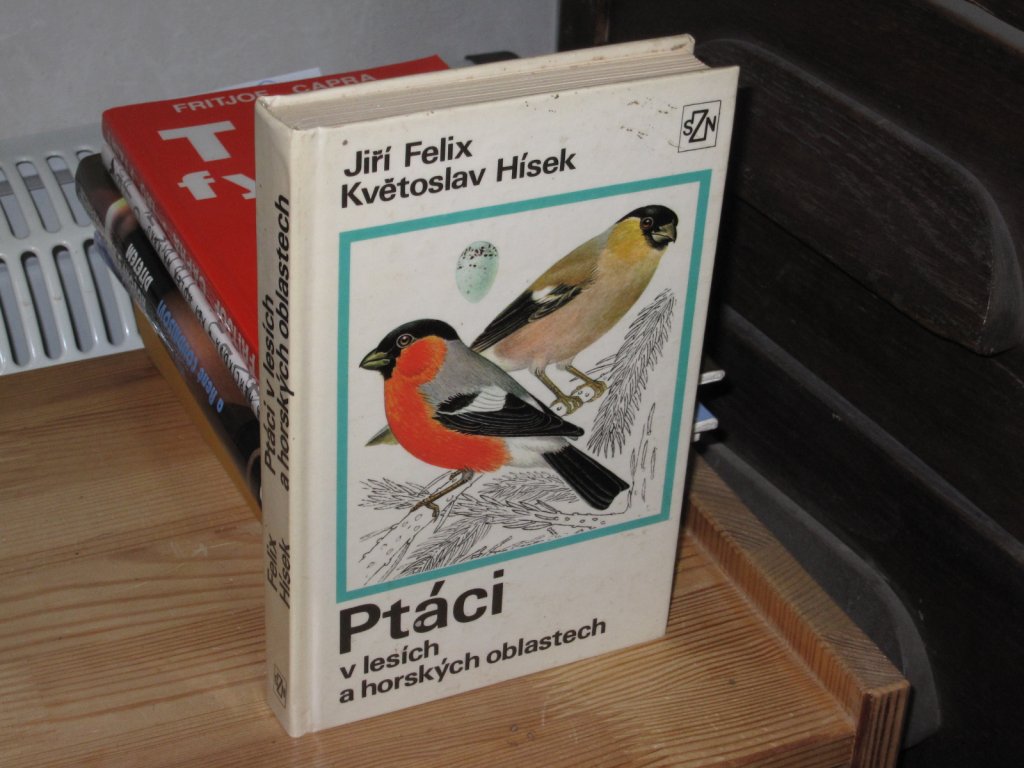 Jiří Felix
Květoslav Hísek
SZN
Ptáci
v lesích
a horských oblastech
Felix
Hísek
Ptáci v lesích
a horských oblastech
SZN
FRITJOF CAPRA
T
fy